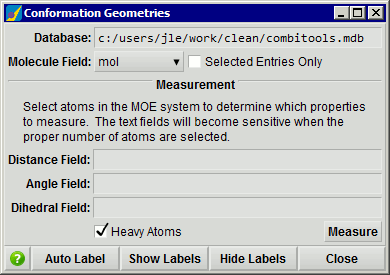 Conformation Geometries
Database: c:/users/jle/work/clean/combitools.mdb
Molecule Field: mol Selected Entries Only
Measurement
Select atoms in the MOE system to determine which properties
to measure. The text fields will become sensitive when the
proper number of atoms are selected.
Distance Field:
Angle Field:
Dihedral Field:
Heavy Atoms Measure
? Auto Label Show Labels Hide Labels Close